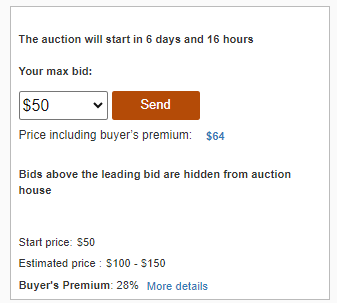 The auction will start in 6 days and 16 hours
Your max bid:
$50 Send
Price including buyer's premium: $64
Bids above the leading bid are hidden from auction
house
Start price: $50
Estimated price : $100 - $150
Buyer's Premium: 28% More details